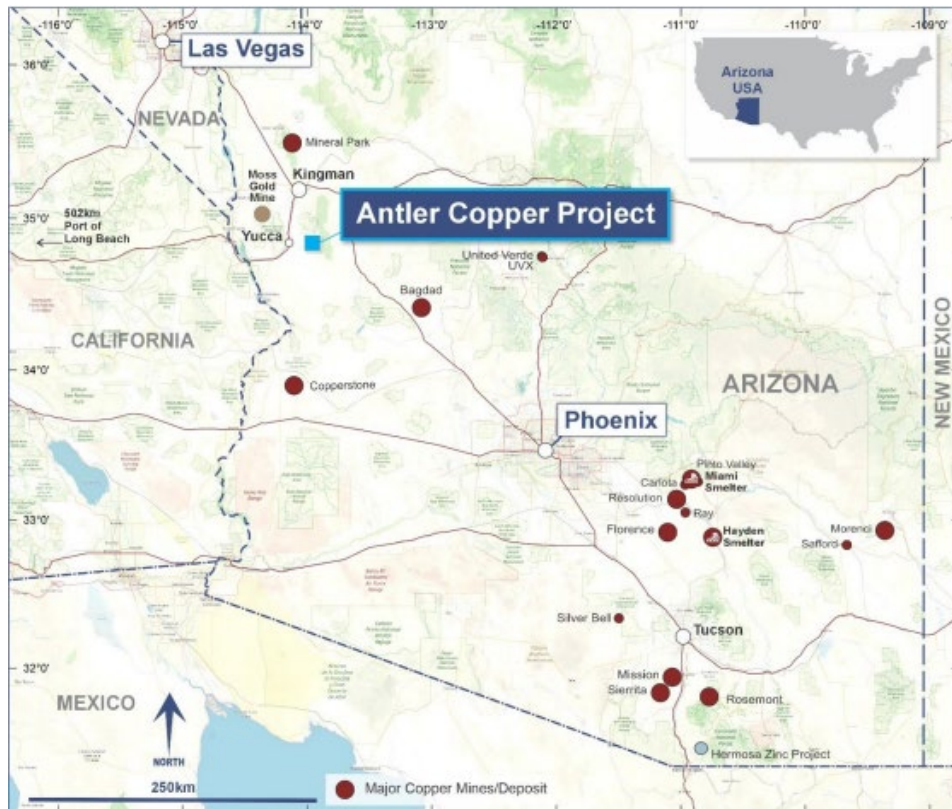 -116°0' -115°0' -114°0' -113°0' -112°0' -111°0' -110°0' -109°0'
36°0'
Las Vegas
NEVADA
Arizona
USA
Mineral Park
Moss
Gold
Mine
Kingman
35°0'
502km
Port of
Long Beach
Yucca
Antler Copper Project
United Verde
UVX
Bagdad
CALIFORNIA
34°0'
Copperstone
ARIZONA
NEW MEXICO
Phoenix
Pinto Valley
Carlota
Miami
Smelter
Resolution
Ray
33°0'
Florence
Hayden
Smelter
Morenci
Safford
Silver Bell
Tucson
32°0'
Mission
Sierrita
Rosemont
MEXICO
NORTH
Hermosa Zinc Project
250km
Major Copper Mines/Deposit